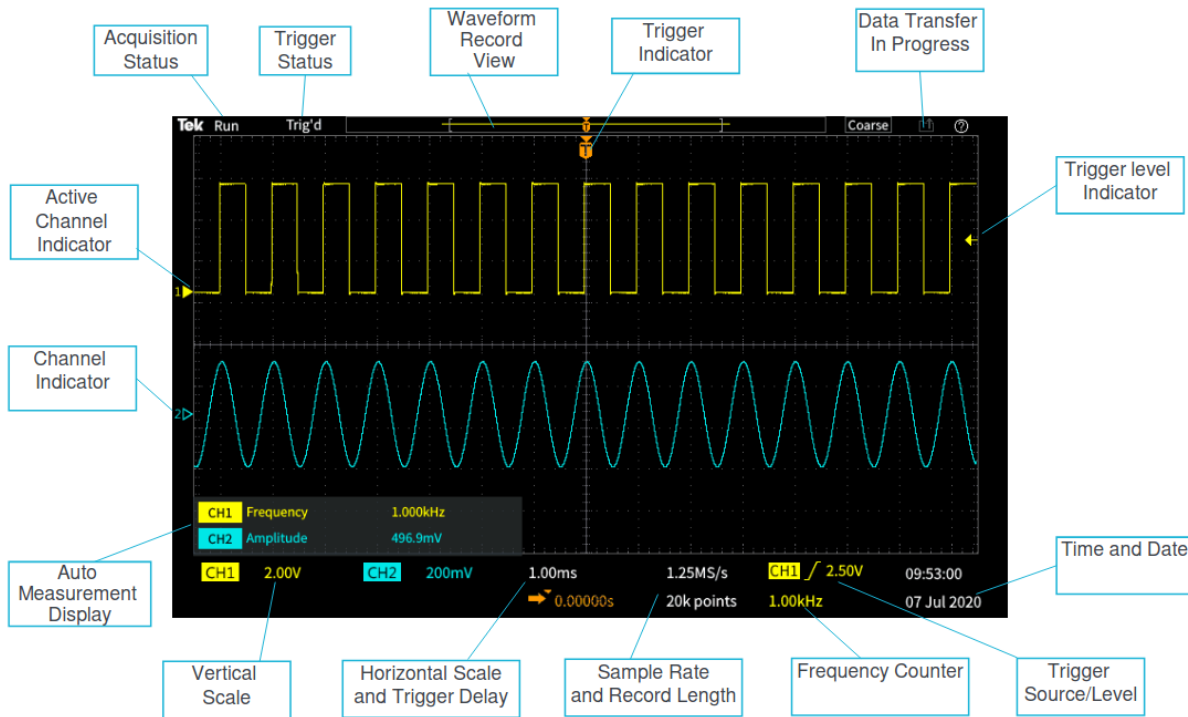 Acquisition
Status
Trigger
Status
Waveform
Record
View
Trigger
Indicator
Data Transfer
In Progress
Tek Run Trig'd
T
Coarse
?
T
Active
Channel
Indicator
Trigger level
Indicator
1
Channel
Indicator
2
CH1 Frequency 1.000kHz
CH2 Amplitude 496.9mV
CH1 2.00V CH2 200mV 1.00ms 1.25MS/s CH1 2.50V 09:53:00
0.00000s 20k points 1.00kHz 07 Jul 2020
Auto
Measurement
Display
Time and Date
Vertical
Scale
Horizontal Scale
and Trigger Delay
Sample Rate
and Record Length
Frequency Counter
Trigger
Source/Level